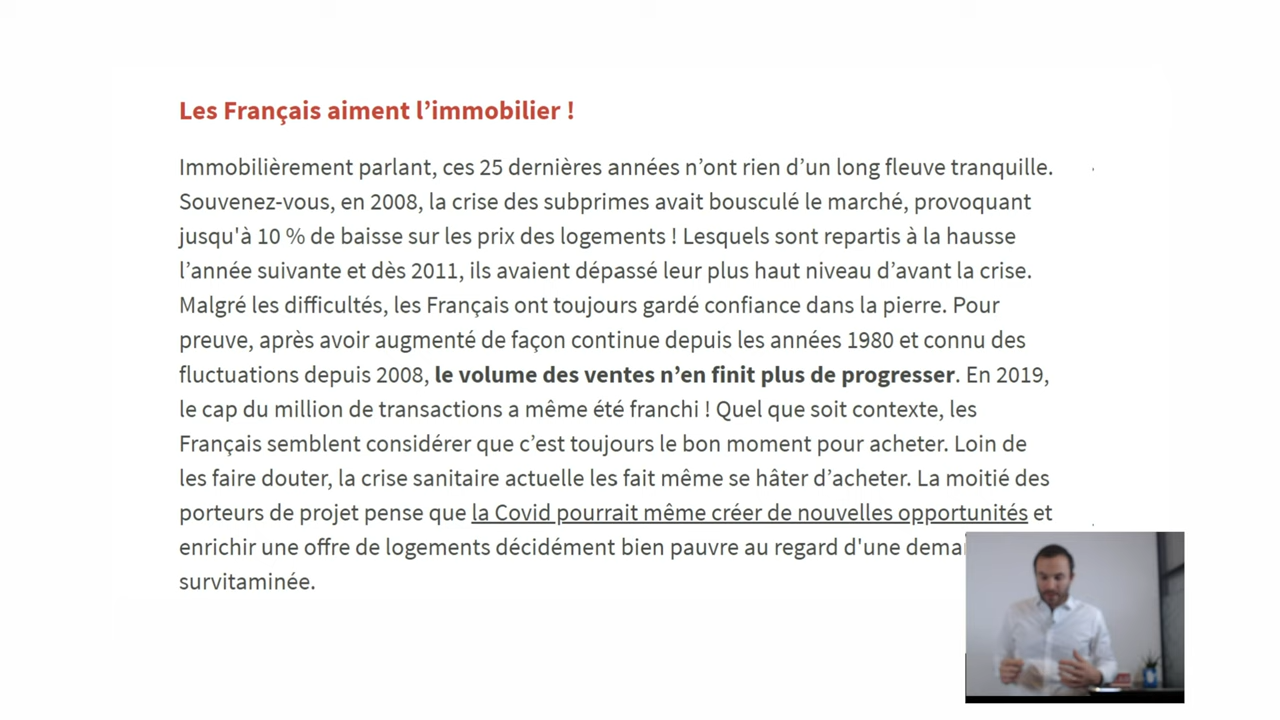 Les Français aiment l’immobilier !
Immobilièrement parlant, ces 25 dernières années n’ont rien d’un long fleuve tranquille.
Souvenez-vous, en 2008, la crise des subprimes avait bousculé le marché, provoquant
jusqu'à 10 % de baisse sur les prix des logements ! Lesquels sont repartis à la hausse
l’année suivante et dès 2011, ils avaient dépassé leur plus haut niveau d’avant la crise.
Malgré les difficultés, les Français ont toujours gardé confiance dans la pierre. Pour
preuve, après avoir augmenté de façon continue depuis les années 1980 et connu des
fluctuations depuis 2008, le volume des ventes n’en finit plus de progresser. En 2019,
le cap du million de transactions a même été franchi ! Quel que soit contexte, les
Français semblent considérer que c’est toujours le bon moment pour acheter. Loin de
les faire douter, la crise sanitaire actuelle les fait même se hâter d’acheter. La moitié des
porteurs de projet pense que la Covid pourrait même créer de nouvelles opportunités et
enrichir une offre de logements décidément bien pauvre au regard d'une
survitaminée.